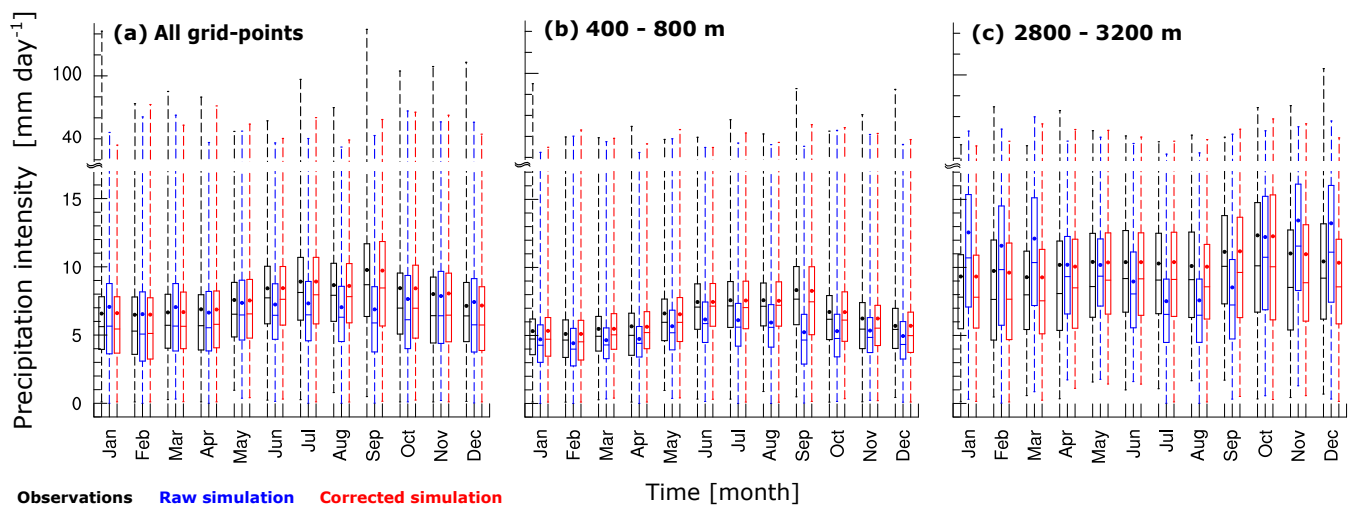 (a) All grid-points
(b) 400 - 800 m
(c) 2800 - 3200 m
Precipitation intensity [mm day⁻¹]
100
40
15
10
5
0
Jan Feb Mar Apr May Jun Jul Aug Sep Oct Nov Dec
Jan Feb Mar Apr May Jun Jul Aug Sep Oct Nov Dec
Jan Feb Mar Apr May Jun Jul Aug Sep Oct Nov Dec
Time [month]
Observations Raw simulation Corrected simulation